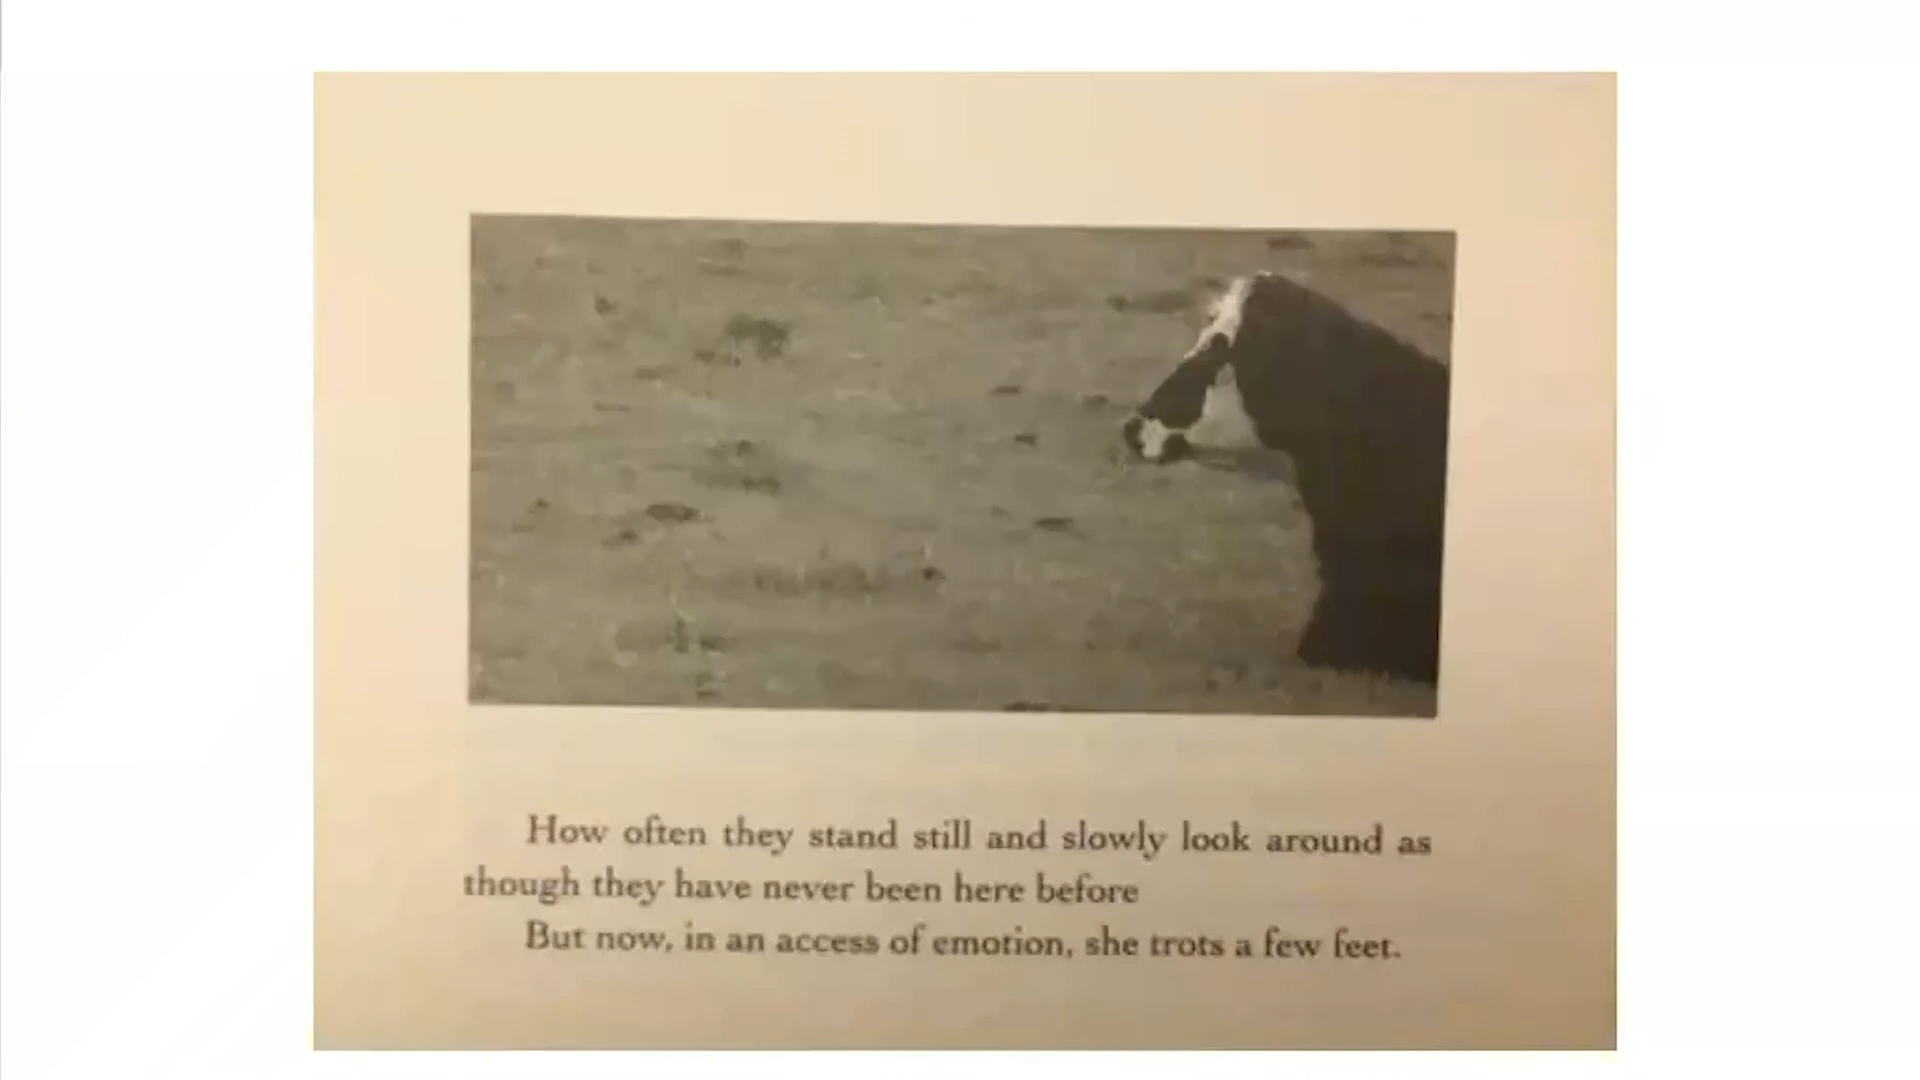 How often they stand still and slowly look around as
though they have never been here before
But now, in an access of emotion, she trots a few feet.